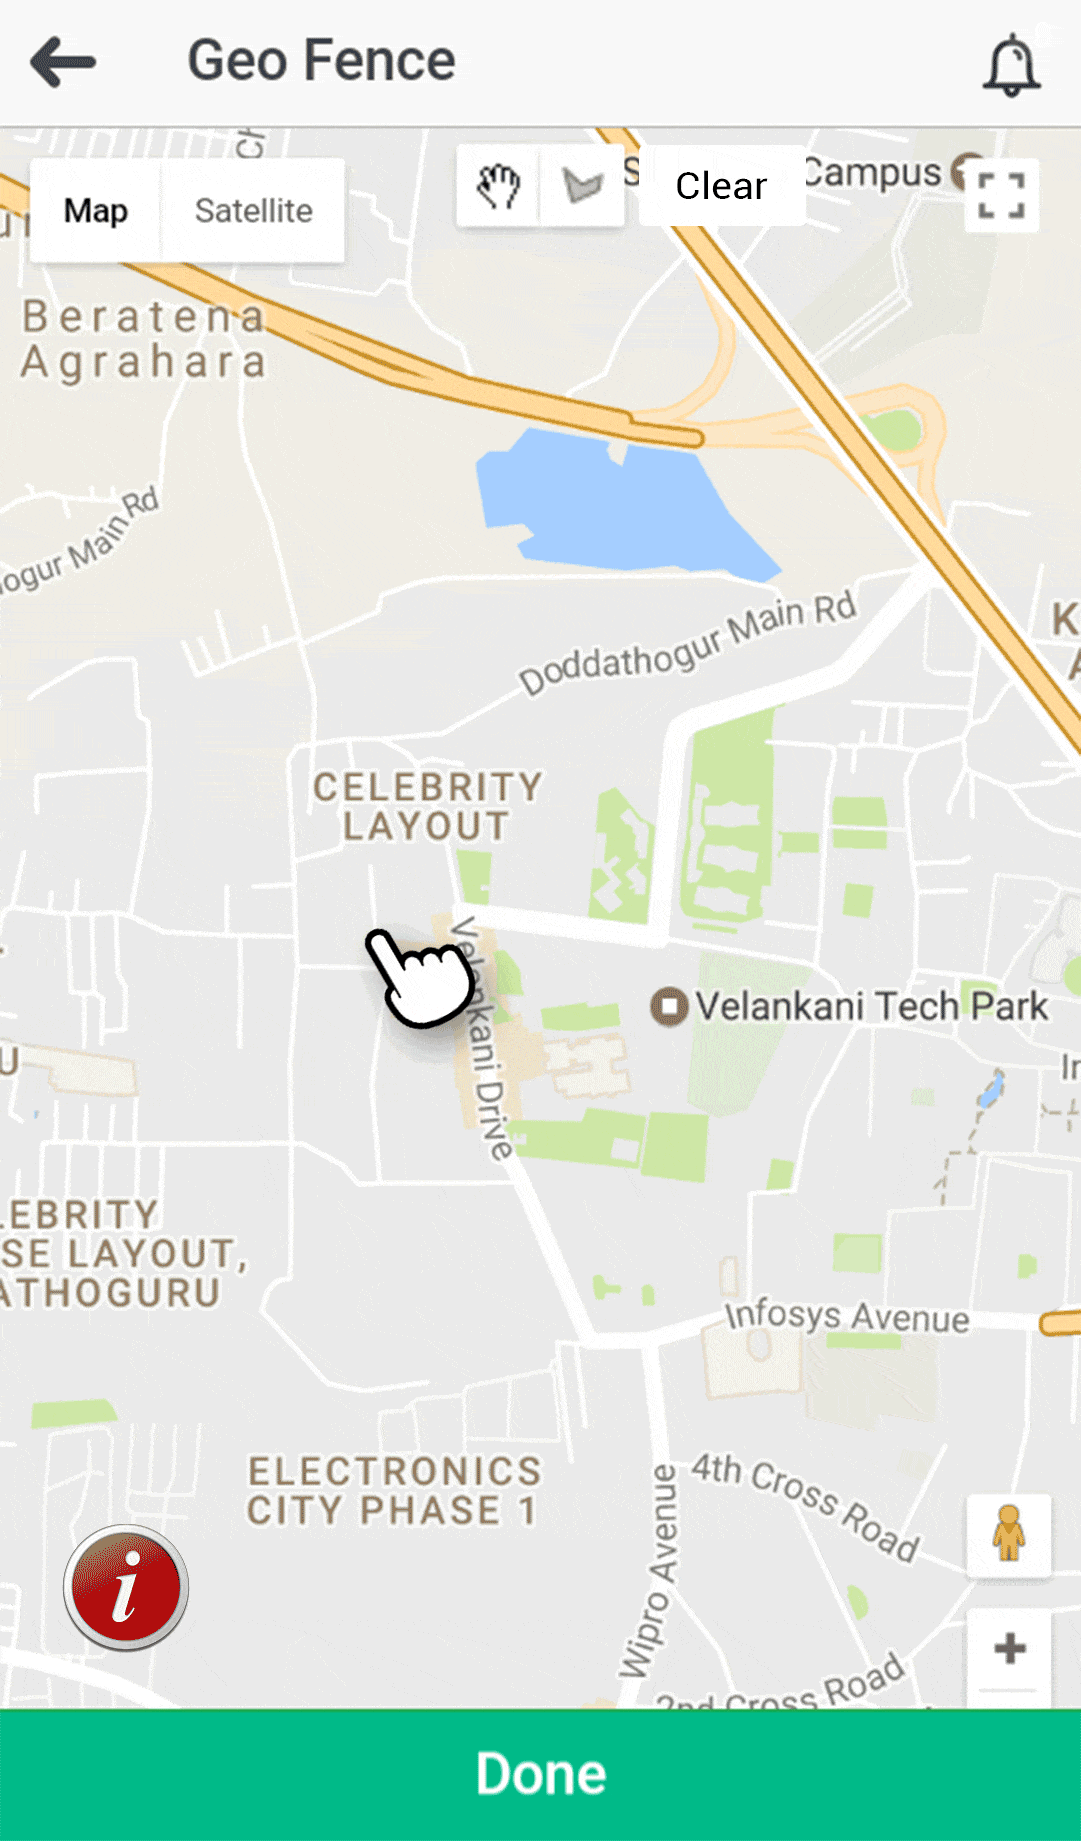 Geo Fence
Map
Satellite
Clear
Campus
Beratena
Agrahara
Main Rd
Doddathogur Main Rd
CELEBRITY
LAYOUT
Velankani Drive
Velankani Tech Park
LEBRITY
SE LAYOUT,
ATHOGURU
Infosys Avenue
ELECTRONICS
CITY PHASE 1
4th Cross Road
Wipro Avenue
i
2nd Cross Road
Done